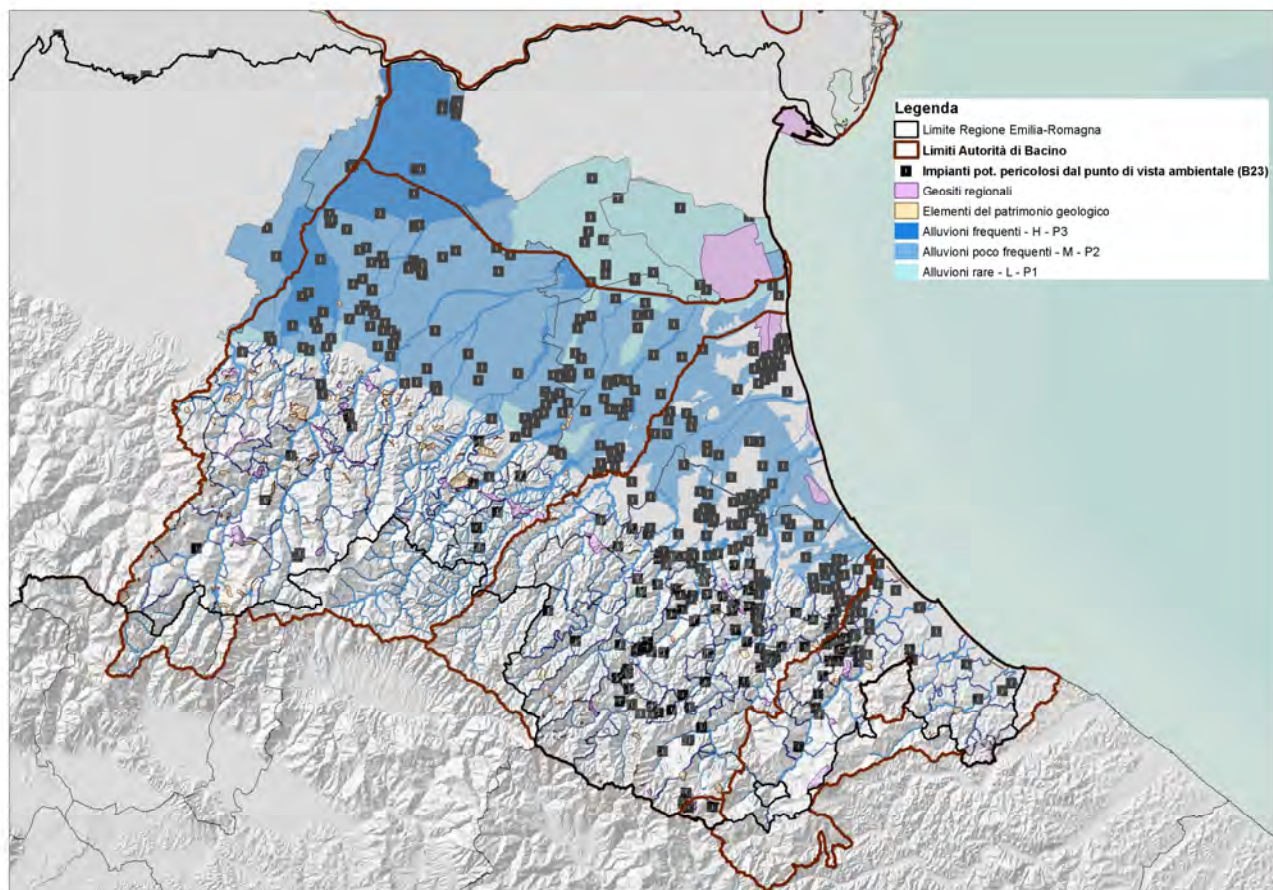 Legenda
Limite Regione Emilia-Romagna
Limiti Autorità di Bacino
Impianti pot. pericolosi dal punto di vista ambientale (B23)
Geositi regionali
Elementi del patrimonio geologico
Alluvioni frequenti - H - P3
Alluvioni poco frequenti - M - P2
Alluvioni rare - L - P1